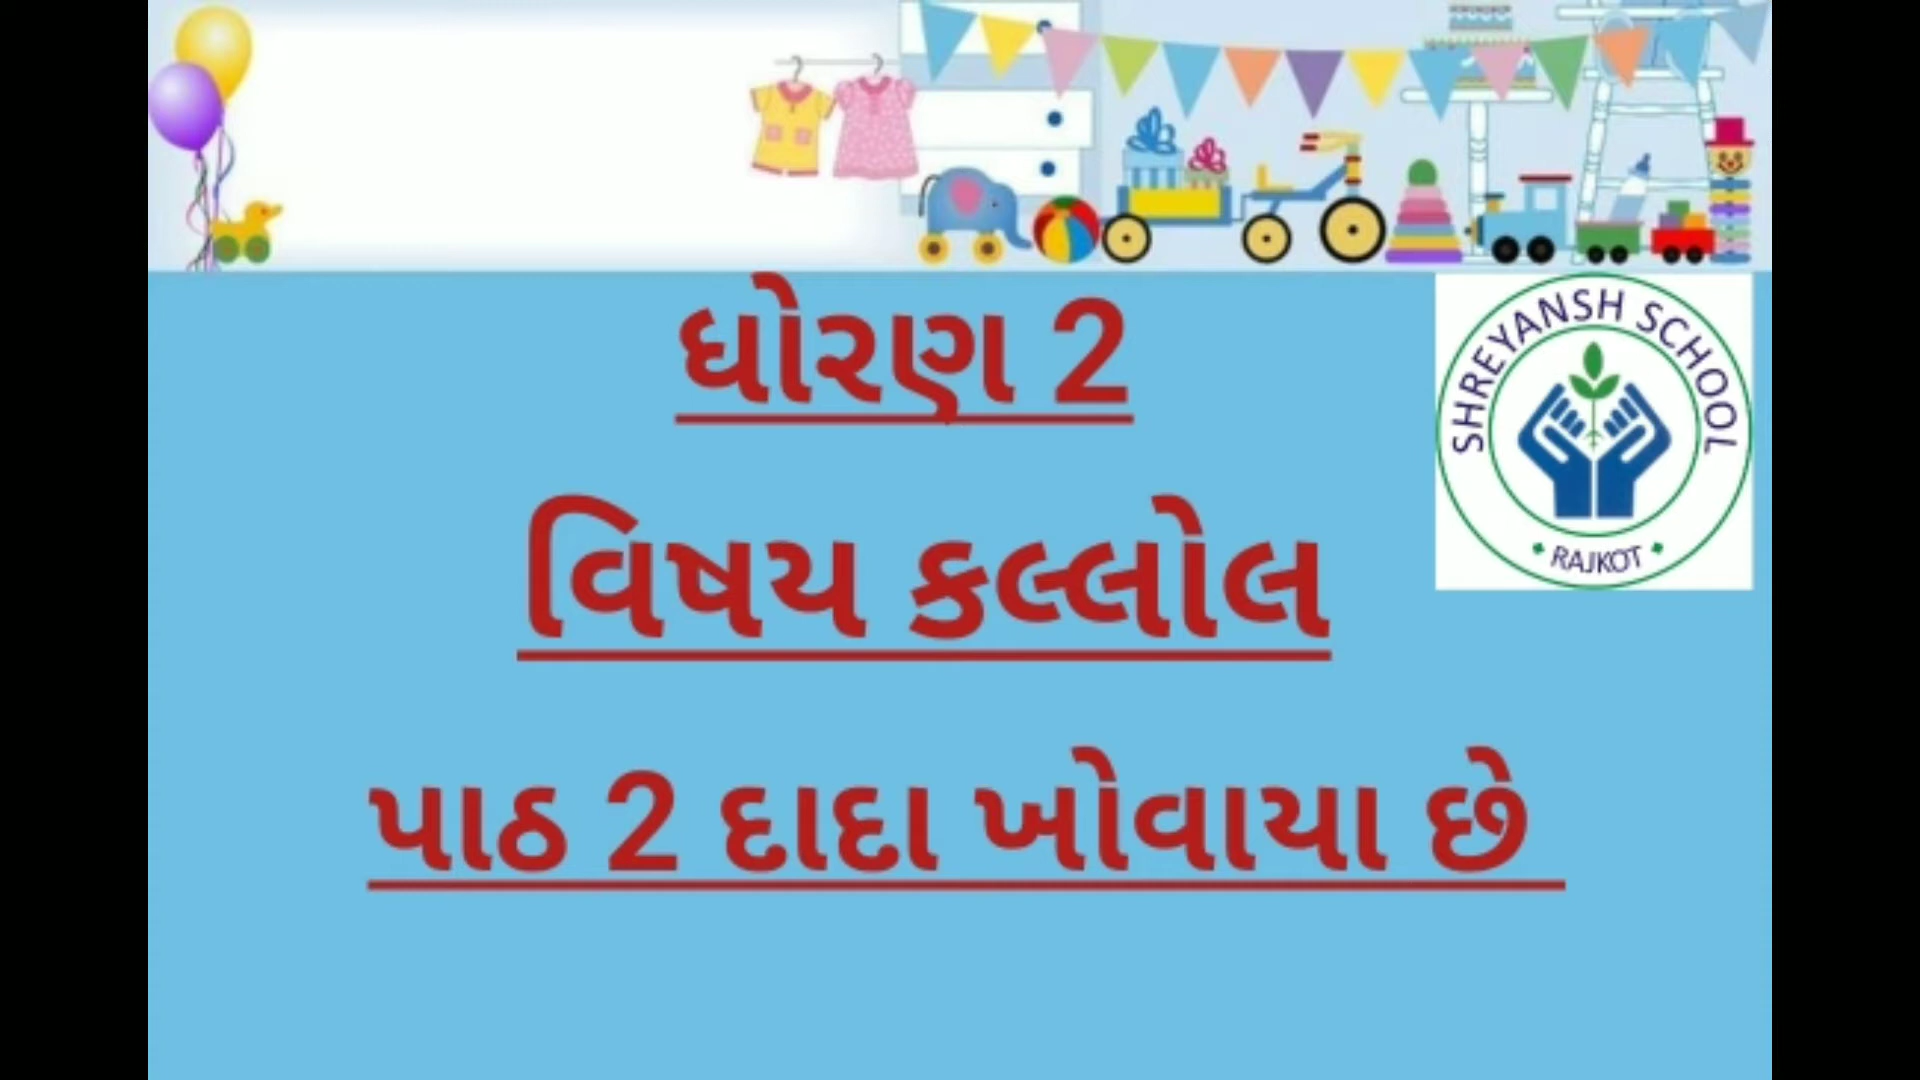 ધોરણ 2
SHREYANSH SCHOOL
RAJKOT
વિષય કલ્લોલ
પાઠ 2 દાદા ખોવાયા છે